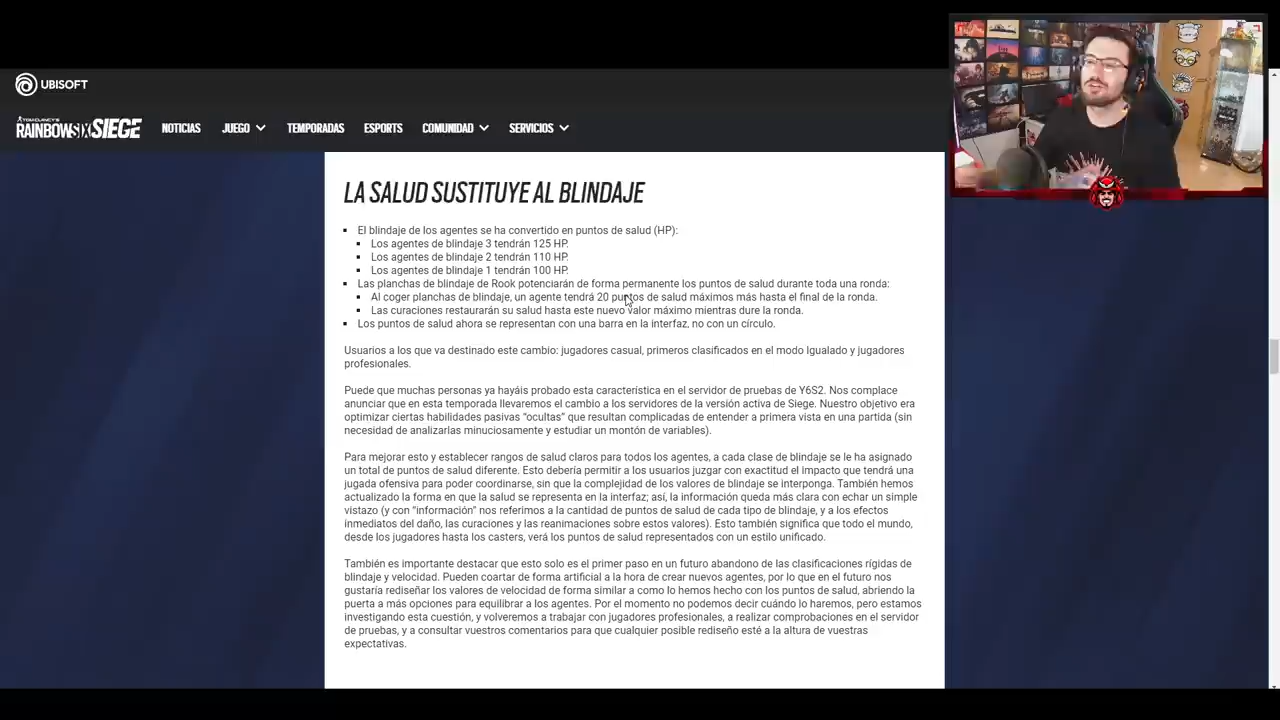 UBISOFT
TOM CLANCY'S
RAINBOW SIX SIEGE NOTICIAS JUEGO TEMPORADAS ESPORTS COMUNIDAD SERVICIOS
LA SALUD SUSTITUYE AL BLINDAJE
▪ El blindaje de los agentes se ha convertido en puntos de salud (HP):
▪ Los agentes de blindaje 3 tendrán 125 HP.
▪ Los agentes de blindaje 2 tendrán 110 HP.
▪ Los agentes de blindaje 1 tendrán 100 HP.
▪ Las planchas de blindaje de Rook potenciarán de forma permanente los puntos de salud durante toda una ronda:
▪ Al coger planchas de blindaje, un agente tendrá 20 puntos de salud máximos más hasta el final de la ronda.
▪ Las curaciones restaurarán su salud hasta este nuevo valor máximo mientras dure la ronda.
▪ Los puntos de salud ahora se representan con una barra en la interfaz, no con un círculo.
Usuarios a los que va destinado este cambio: jugadores casual, primeros clasificados en el modo Igualado y jugadores
profesionales.
Puede que muchas personas ya hayáis probado esta característica en el servidor de pruebas de Y6S2. Nos complace
anunciar que en esta temporada llevaremos el cambio a los servidores de la versión activa de Siege. Nuestro objetivo era
optimizar ciertas habilidades pasivas “ocultas” que resultan complicadas de entender a primera vista en una partida (sin
necesidad de analizarlas minuciosamente y estudiar un montón de variables).
Para mejorar esto y establecer rangos de salud claros para todos los agentes, a cada clase de blindaje se le ha asignado
un total de puntos de salud diferente. Esto debería permitir a los usuarios juzgar con exactitud el impacto que tendrá una
jugada ofensiva para poder coordinarse, sin que la complejidad de los valores de blindaje se interponga. También hemos
actualizado la forma en que la salud se representa en la interfaz; así, la información queda más clara con echar un simple
vistazo (y con “información” nos referimos a la cantidad de puntos de salud de cada tipo de blindaje, y a los efectos
inmediatos del daño, las curaciones y las reanimaciones sobre estos valores). Esto también significa que todo el mundo,
desde los jugadores hasta los casters, verá los puntos de salud representados con un estilo unificado.
También es importante destacar que esto solo es el primer paso en un futuro abandono de las clasificaciones rígidas de
blindaje y velocidad. Pueden coartar de forma artificial a la hora de crear nuevos agentes, por lo que en el futuro nos
gustaría rediseñar los valores de velocidad de forma similar a como lo hemos hecho con los puntos de salud, abriendo la
puerta a más opciones para equilibrar a los agentes. Por el momento no podemos decir cuándo lo haremos, pero estamos
investigando esta cuestión, y volveremos a trabajar con jugadores profesionales, a realizar comprobaciones en el servidor
de pruebas, y a consultar vuestros comentarios para que cualquier posible rediseño esté a la altura de vuestras
expectativas.